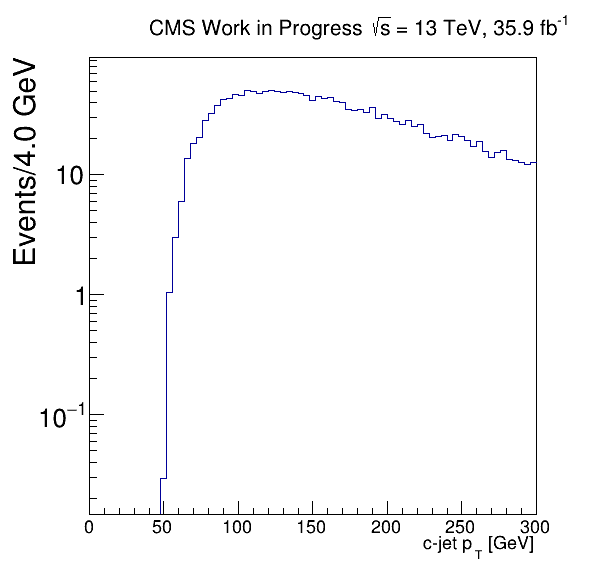 CMS Work in Progress √s = 13 TeV, 35.9 fb⁻¹
Events/4.0 GeV
10
1
10⁻¹
0 50 100 150 200 250 300
c-jet p_T [GeV]